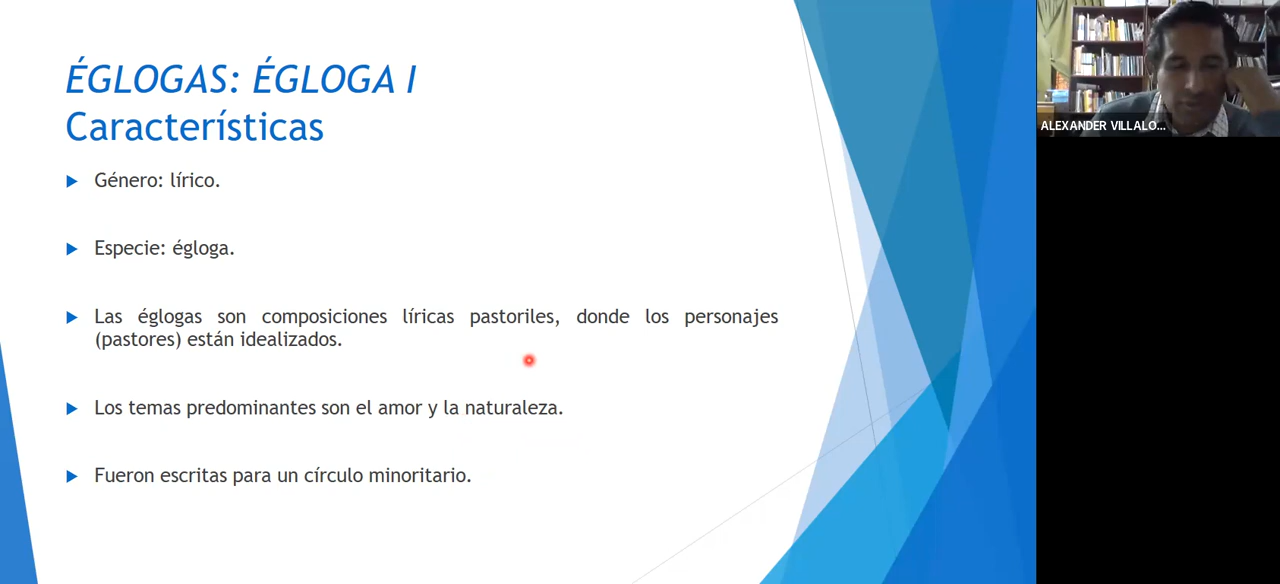 ÉGLOGAS: ÉGLOGA I
Características
Género: lírico.
Especie: égloga.
Las églogas son composiciones líricas pastoriles, donde los personajes
(pastores) están idealizados.
Los temas predominantes son el amor y la naturaleza.
Fueron escritas para un círculo minoritario.
ALEXANDER VILLALO...